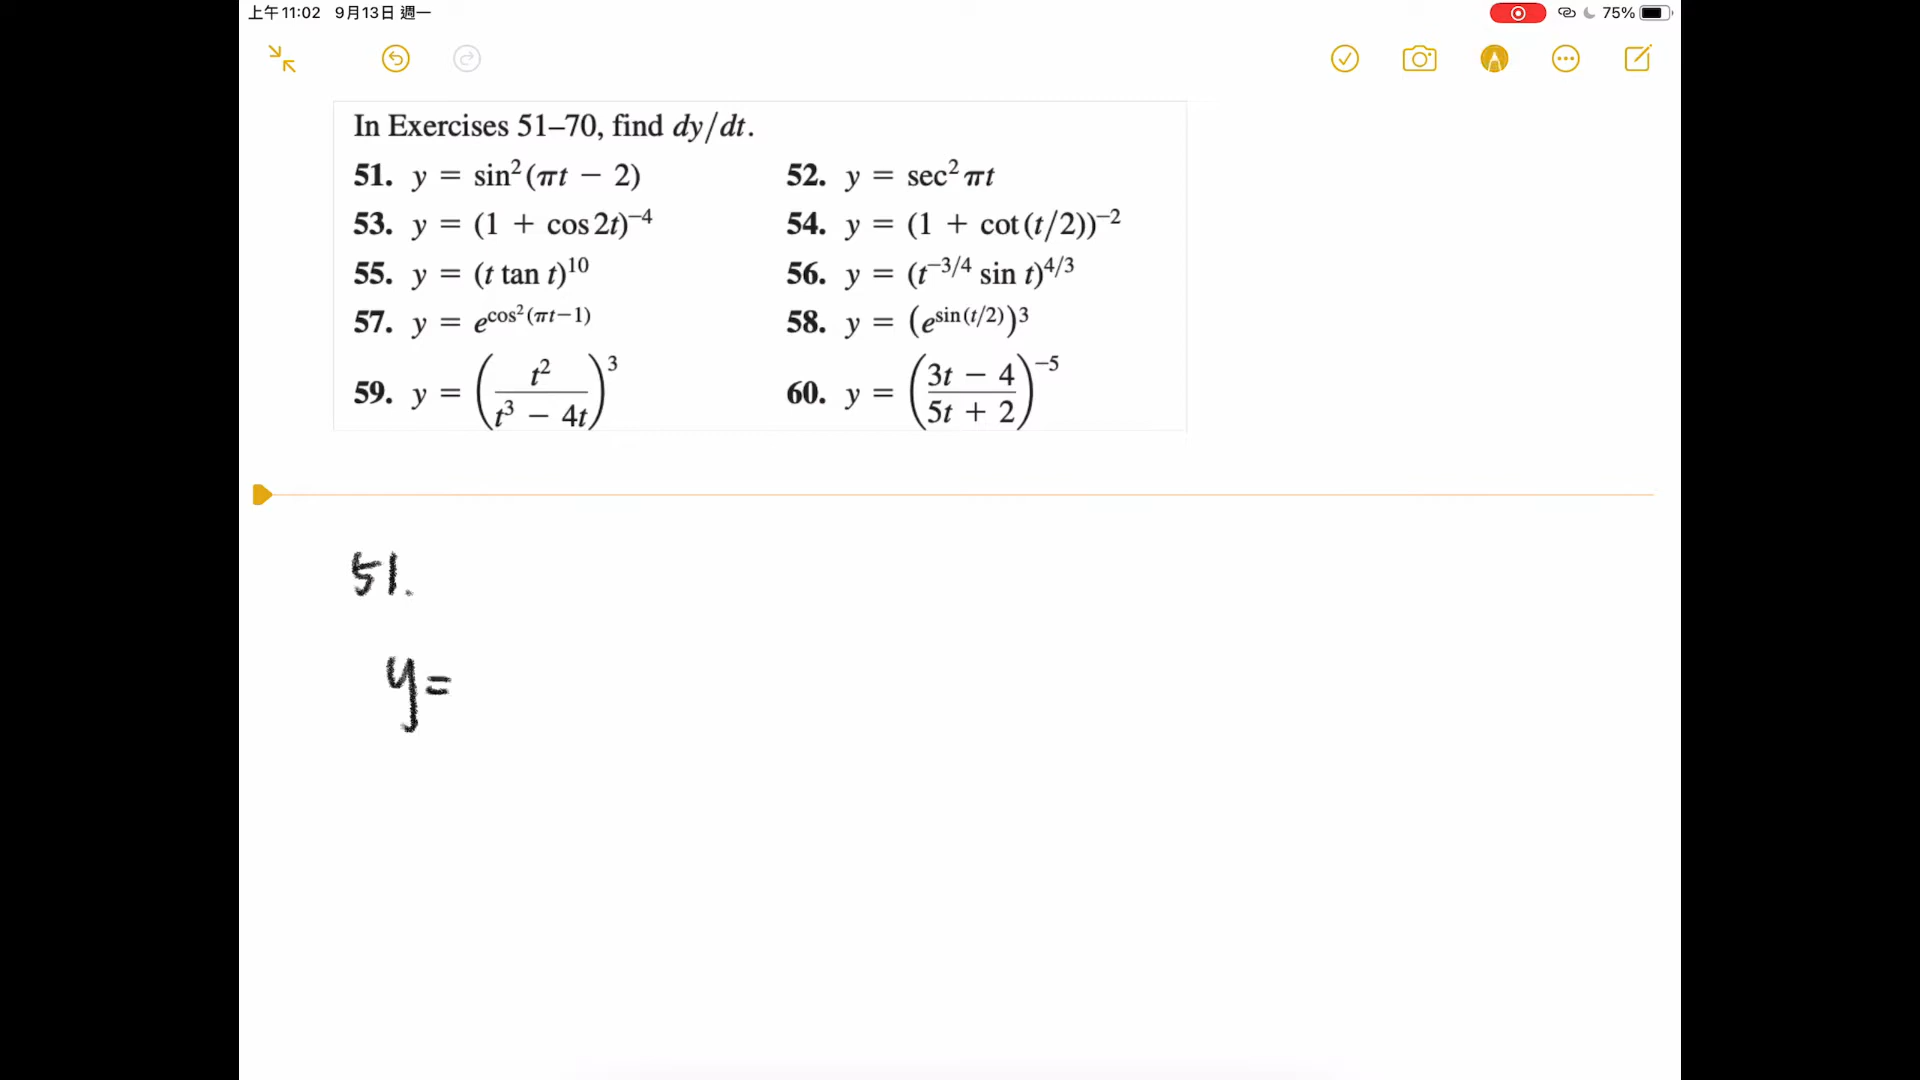 上午11:02 9月13日 週一 75%
In Exercises 51–70, find dy/dt.
51. y = sin²(πt − 2) 52. y = sec² πt
53. y = (1 + cos 2t)⁻⁴ 54. y = (1 + cot (t/2))⁻²
55. y = (t tan t)¹⁰ 56. y = (t^(−3/4) sin t)^(4/3)
57. y = e^(cos²(πt−1)) 58. y = (e^(sin (t/2)))³
59. y = (t²/(t³ − 4t))³ 60. y = ((3t − 4)/(5t + 2))⁻⁵
51.
y=